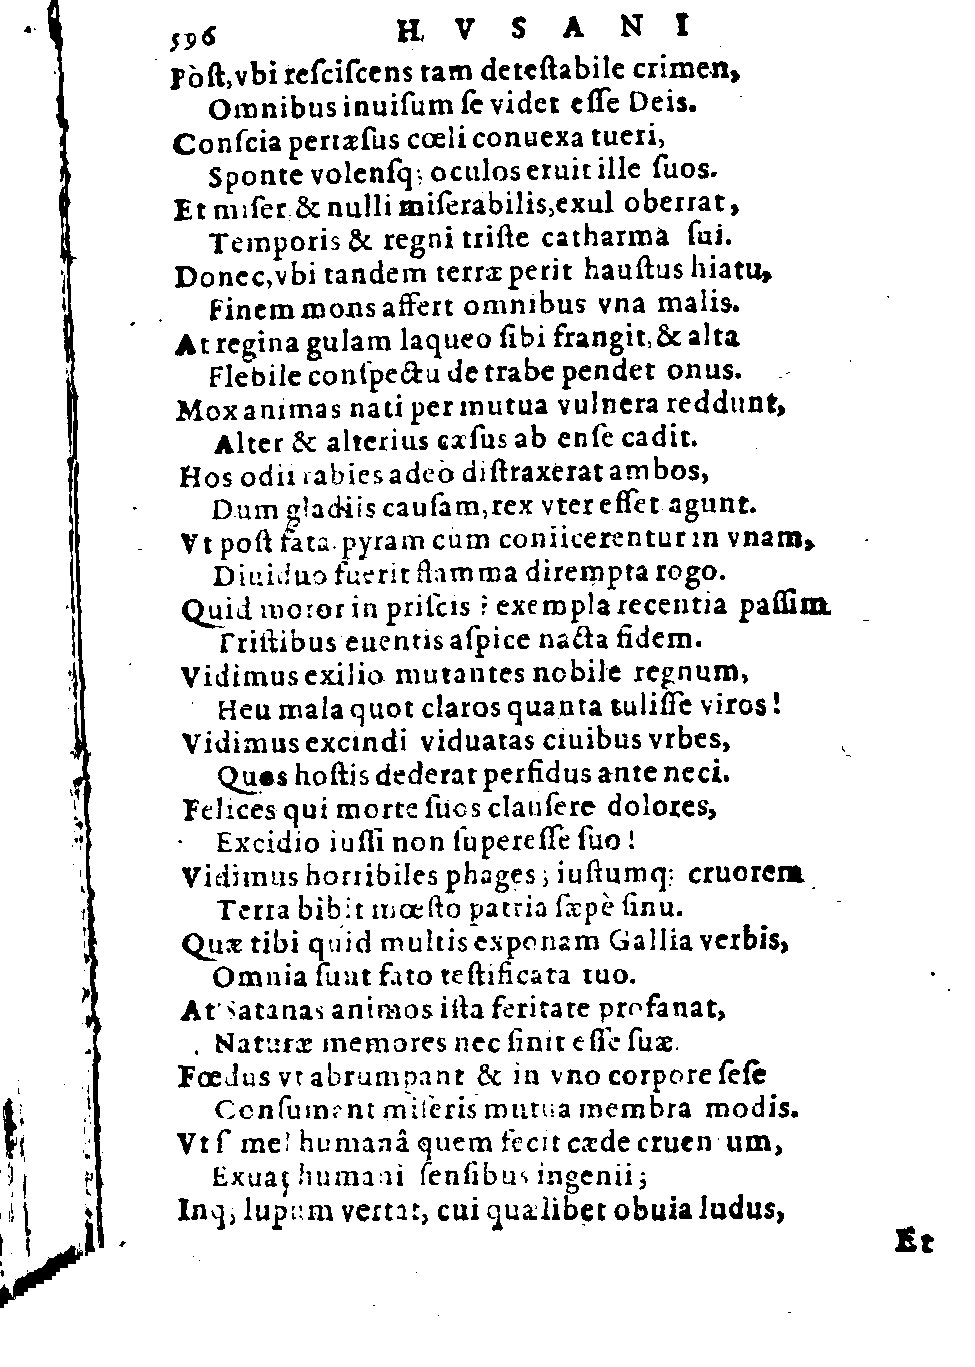 596 HVSANI
Pòſt,vbi reſciſcens tam deteſtabile crimen,
Omnibus inuiſum ſe videt eſſe Deis.
Conſcia pertæſus cœli conuexa tueri,
Sponte volenſq; oculos eruit ille ſuos.
Et miſer & nulli miſerabilis,exul oberrat,
Temporis & regni triſte catharma ſui.
Donec,vbi tandem terræ perit hauſtus hiatu,
Finem mons affert omnibus vna malis.
At regina gulam laqueo ſibi frangit,& alta
Flebile conſpectu de trabe pendet onus.
Mox animas nati per mutua vulnera reddunt,
Alter & alterius cæſus ab enſe cadit.
Hos odii rabies adeò diſtraxerat ambos,
Dum gladiis cauſam,rex vter eſſet agunt.
Vt poſt fata pyram cum coniicerentur in vnam,
Diuiduo fuerit flamma dirempta rogo.
Quid moror in priſcis? exempla recentia paſſim
Triſtibus euentis aſpice nacta fidem.
Vidimus exilio mutantes nobile regnum,
Heu mala quot claros quanta tuliſſe viros!
Vidimus excindi viduatas ciuibus vrbes,
Quos hoſtis dederat perfidus ante neci.
Felices qui morte ſuos clauſere dolores,
Excidio iuſſi non ſupereſſe ſuo!
Vidimus horribiles phages; iuſtumq; cruorem
Terra bibit mœſto patria ſæpè ſinu.
Quæ tibi quid multis exponam Gallia verbis,
Omnia ſunt fato teſtificata tuo.
At Satanas animos iſta feritate profanat,
Naturæ memores nec ſinit eſſe ſuæ.
Fœdus vt abrumpant & in vno corpore ſeſe
Conſumant miſeris mutua membra modis.
Vt ſemel humanâ quem fecit cæde cruentum,
Exuat humani ſenſibus ingenii;
Inq; lupum vertat, cui quælibet obuia ludus,
Et